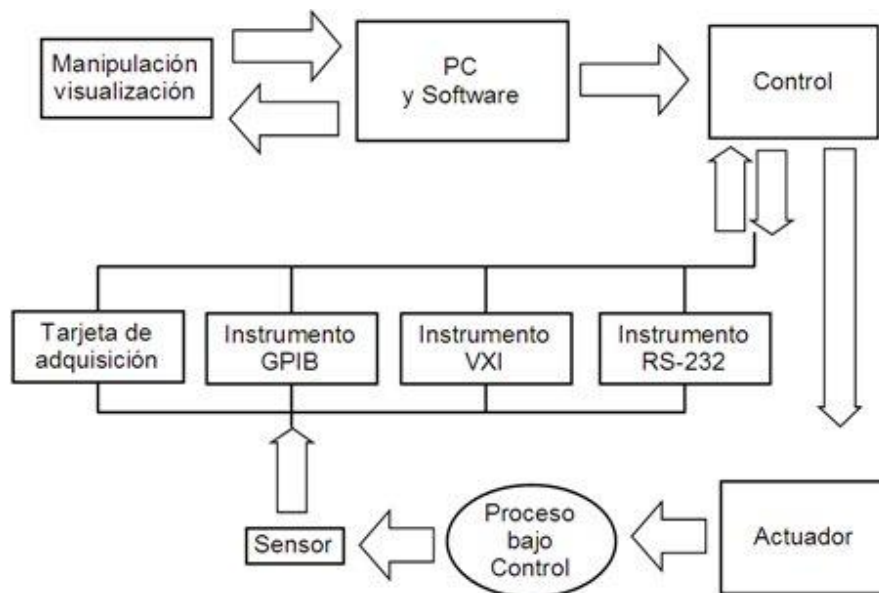 Manipulación
visualización
PC
y Software
Control
Tarjeta de
adquisición
Instrumento
GPIB
Instrumento
VXI
Instrumento
RS-232
Sensor
Proceso
bajo
Control
Actuador